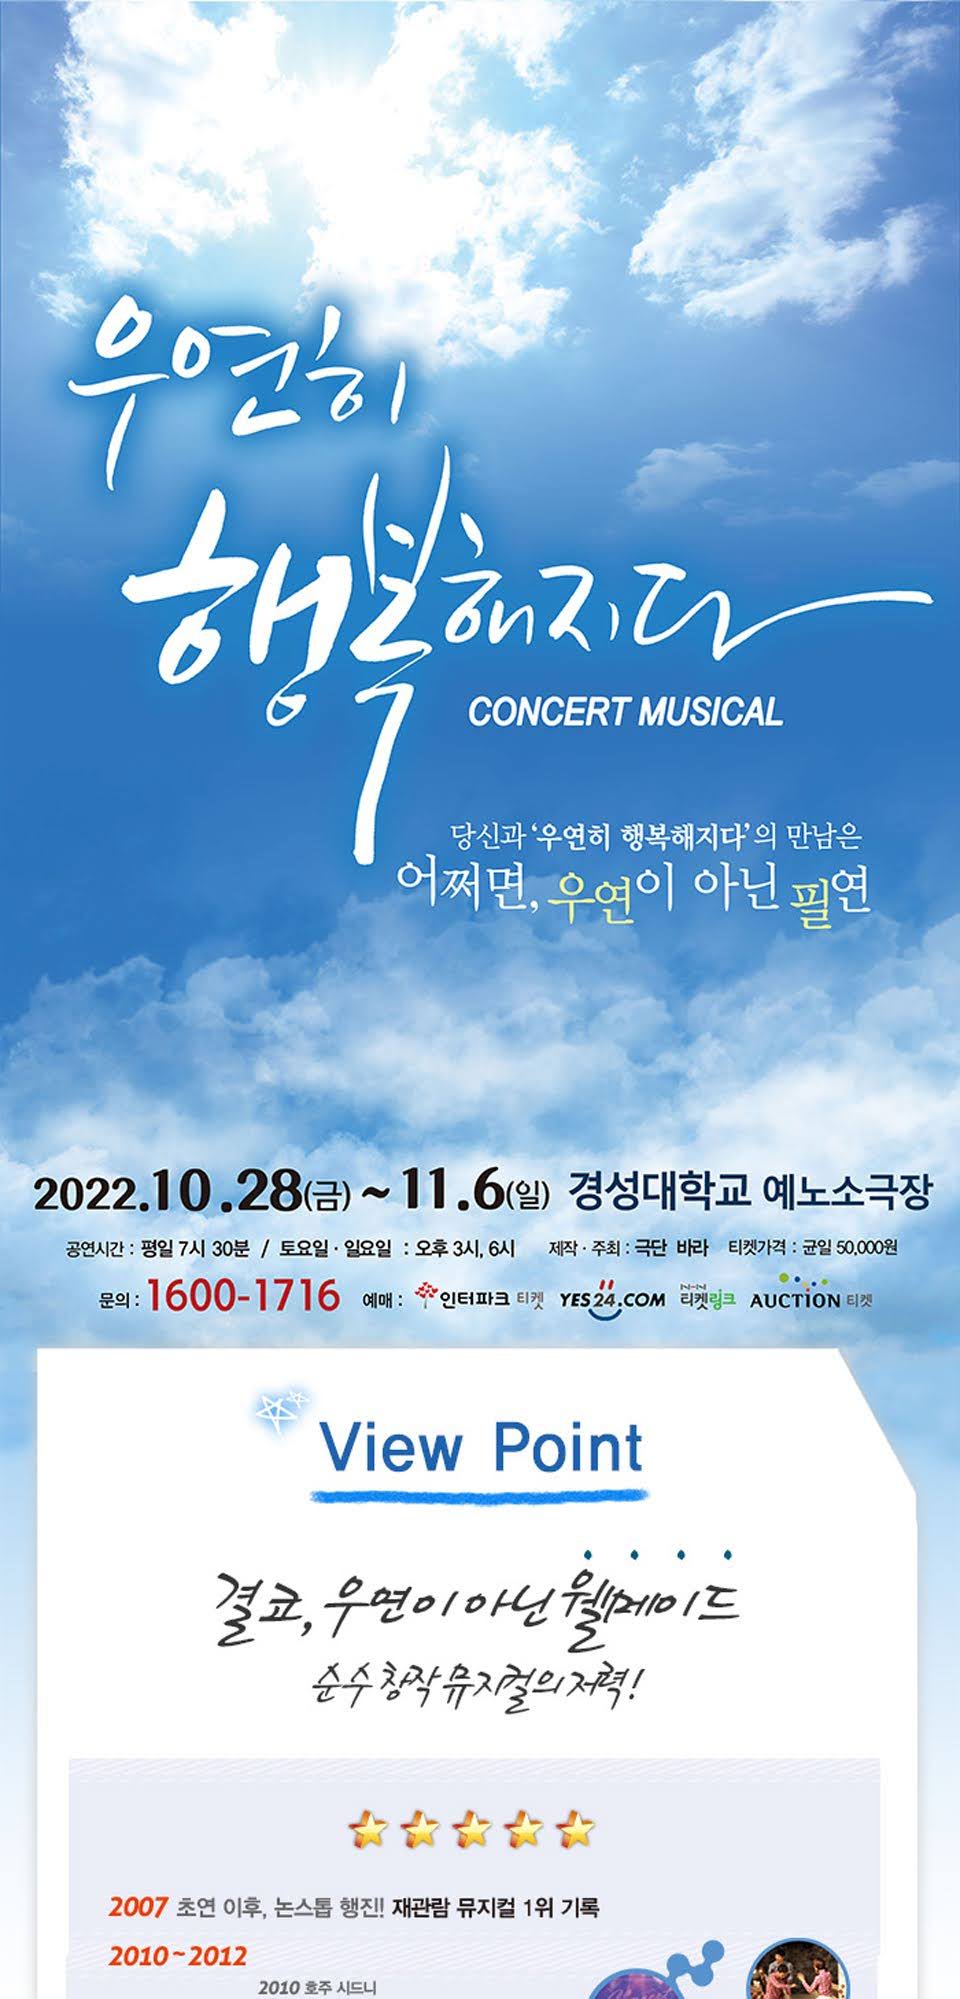 우연히
행복해지다
CONCERT MUSICAL
당신과 '우연히 행복해지다'의 만남은
어쩌면, 우연이 아닌 필연
2022.10.28(금) ~ 11.6(일) 경성대학교 예노소극장
공연시간 : 평일 7시 30분 / 토요일 · 일요일 : 오후 3시, 6시 제작 · 주최 : 극단 바라 티켓가격 : 균일 50,000원
문의 : 1600-1716 예매 : 인터파크 티켓 YES24.COM 티켓링크 AUCTION 티켓
View Point
결코, 우연이 아닌 웰메이드
순수 창작 뮤지컬의 저력!
2007 초연 이후, 논스톱 행진! 재관람 뮤지컬 1위 기록
2010~2012
2010 호주 시드니